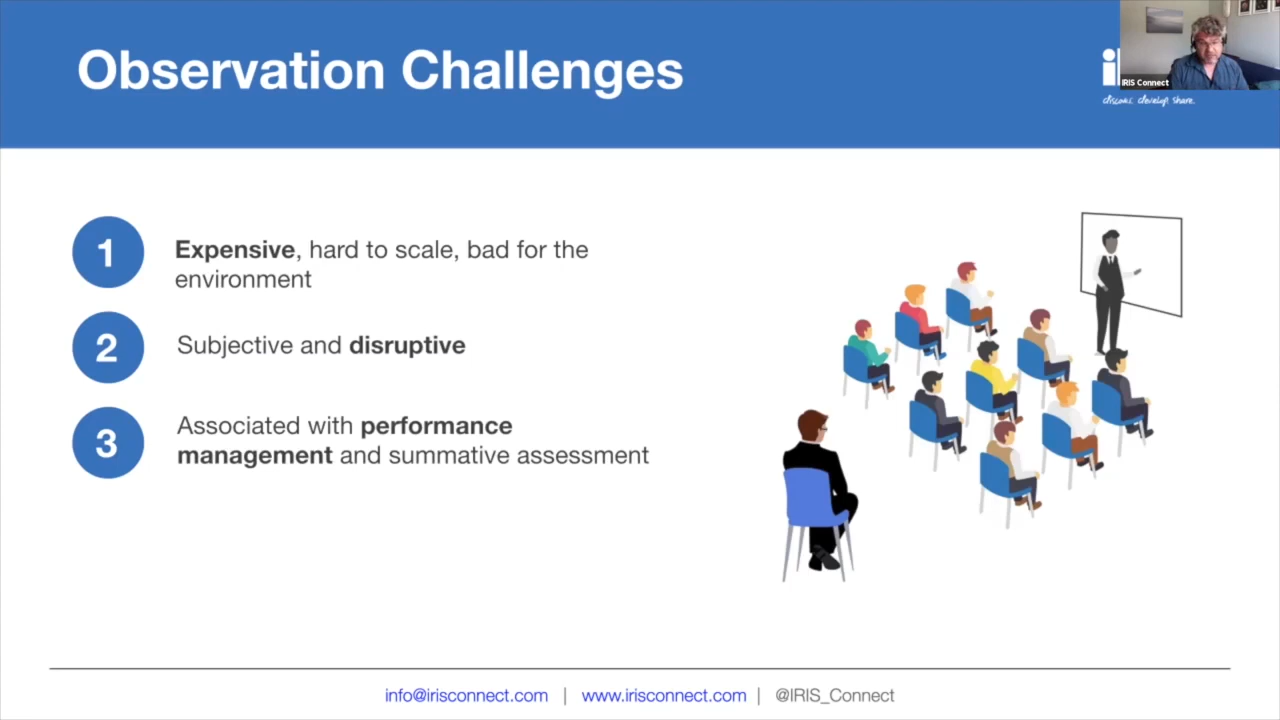 Observation Challenges
IRIS Connect
discover. develop. share.
1
Expensive, hard to scale, bad for the
environment
2
Subjective and disruptive
3
Associated with performance
management and summative assessment
info@irisconnect.com | www.irisconnect.com | @IRIS_Connect